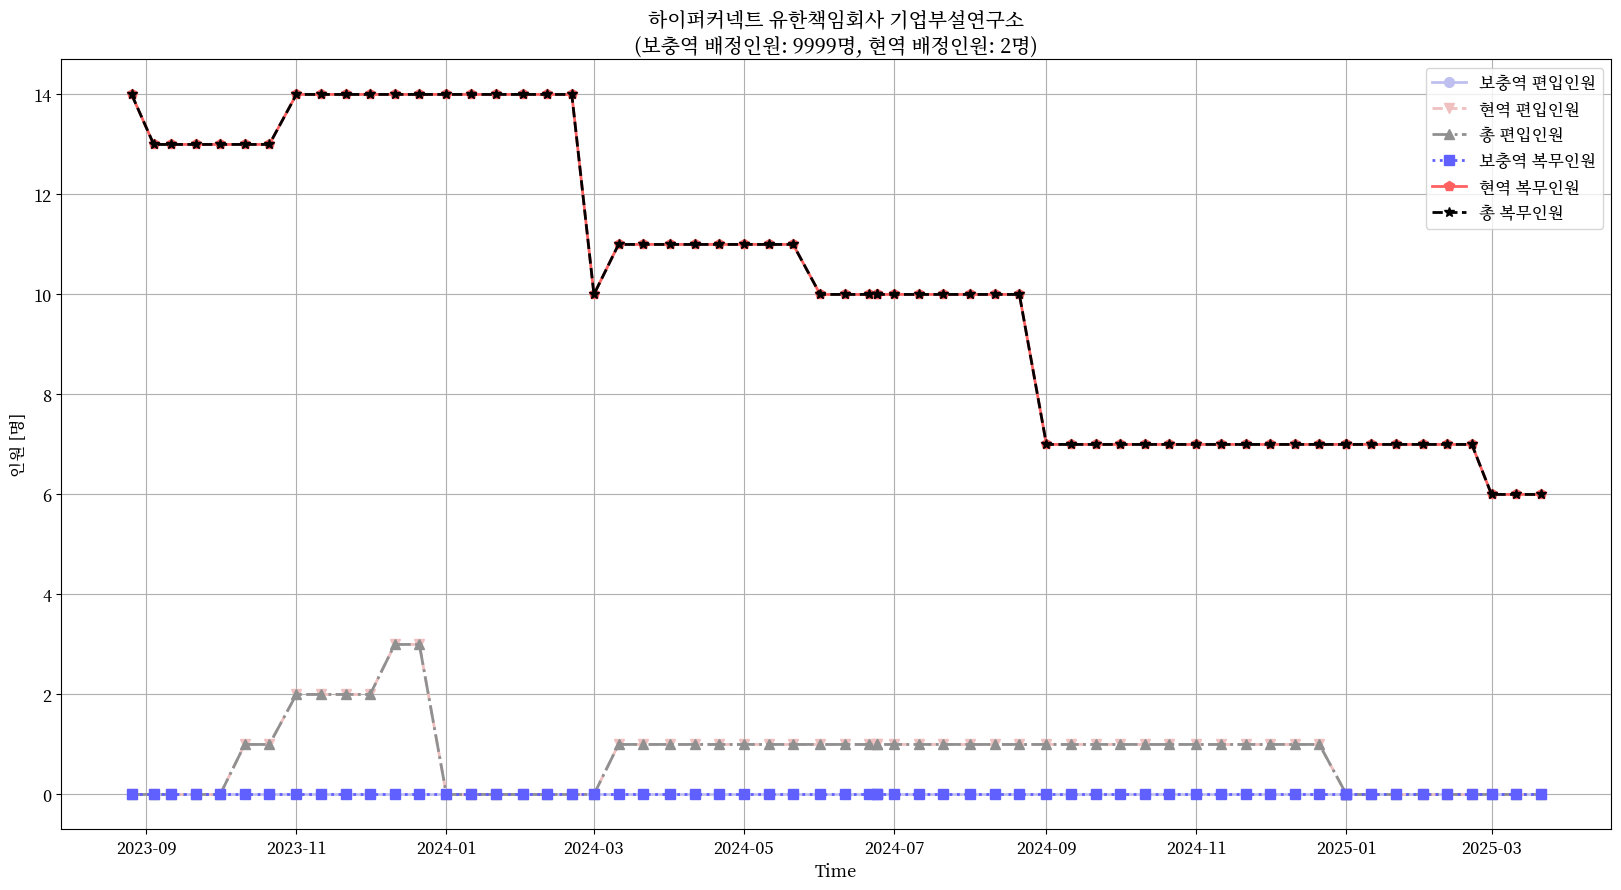 하이퍼커넥트 유한책임회사 기업부설연구소
(보충역 배정인원: 9999명, 현역 배정인원: 2명)
보충역 편입인원
현역 편입인원
총 편입인원
보충역 복무인원
현역 복무인원
총 복무인원
인원 [명]
14
12
10
8
6
4
2
0
2023-09
2023-11
2024-01
2024-03
2024-05
2024-07
2024-09
2024-11
2025-01
2025-03
Time